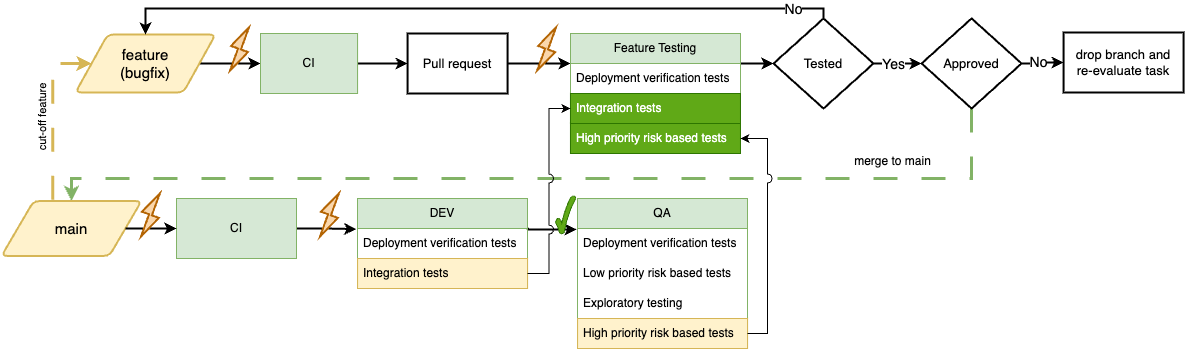 No
feature
(bugfix)
CI
Pull request
Feature Testing
Deployment verification tests
Integration tests
High priority risk based tests
Tested
Yes
Approved
No
drop branch and
re-evaluate task
cut-off feature
merge to main
main
CI
DEV
Deployment verification tests
Integration tests
QA
Deployment verification tests
Low priority risk based tests
Exploratory testing
High priority risk based tests